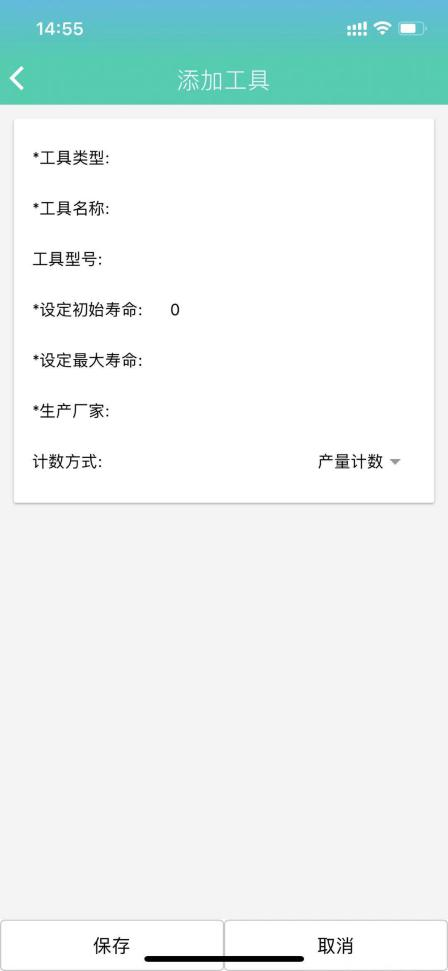 14:55
添加工具
*工具类型:
*工具名称:
工具型号:
*设定初始寿命: 0
*设定最大寿命:
*生产厂家:
计数方式: 产量计数
保存 取消